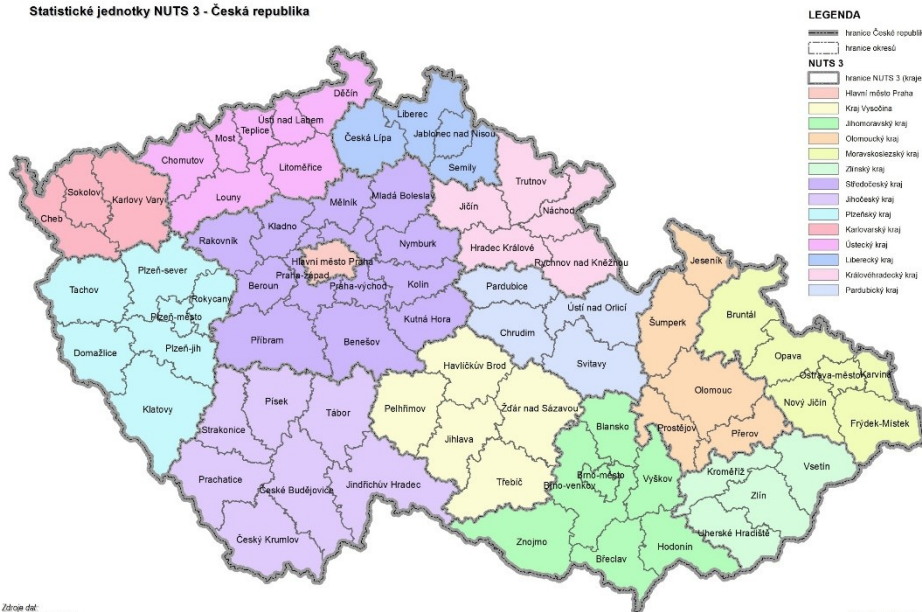 Statistické jednotky NUTS 3 - Česká republika
LEGENDA
hranice České republik
hranice okresů
NUTS 3
hranice NUTS 3 (kraje
Hlavní město Praha
Kraj Vysočina
Jihomoravský kraj
Olomoucký kraj
Moravskoslezský kraj
Zlínský kraj
Středočeský kraj
Jihočeský kraj
Plzeňský kraj
Karlovarský kraj
Ústecký kraj
Liberecký kraj
Královéhradecký kraj
Pardubický kraj
Děčín
Ústí nad Labem
Teplice
Most
Chomutov
Litoměřice
Louny
Liberec
Česká Lípa
Jablonec nad Nisou
Semily
Sokolov
Karlovy Vary
Cheb
Trutnov
Jičín
Náchod
Hradec Králové
Rychnov nad Kněžnou
Mělník
Mladá Boleslav
Kladno
Rakovník
Nymburk
Hlavní město Praha
Praha-západ
Praha-východ
Beroun
Kolín
Kutná Hora
Příbram
Benešov
Plzeň-sever
Tachov
Rokycany
Plzeň-město
Domažlice
Plzeň-jih
Klatovy
Pardubice
Ústí nad Orlicí
Chrudim
Svitavy
Jeseník
Šumperk
Olomouc
Prostějov
Přerov
Bruntál
Opava
Ostrava-město
Karviná
Nový Jičín
Frýdek-Místek
Havlíčkův Brod
Pelhřimov
Žďár nad Sázavou
Jihlava
Třebíč
Písek
Tábor
Strakonice
Prachatice
České Budějovice
Jindřichův Hradec
Český Krumlov
Blansko
Brno-město
Brno-venkov
Vyškov
Znojmo
Břeclav
Hodonín
Kroměříž
Vsetín
Zlín
Uherské Hradiště
Zdroje dat: